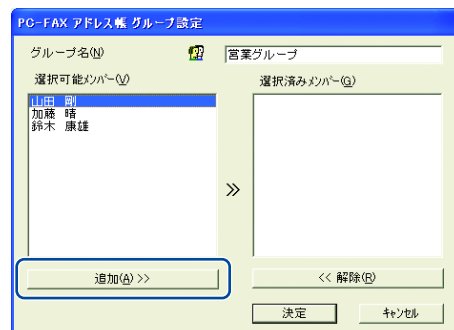 PC-FAX アドレス帳 グループ設定
グループ名(N)
営業グループ
選択可能メンバー(V)
選択済みメンバー(G)
山田 剛
加藤 晴
鈴木 康雄
»
追加(A) >>
<< 解除(R)
決定
キャンセル